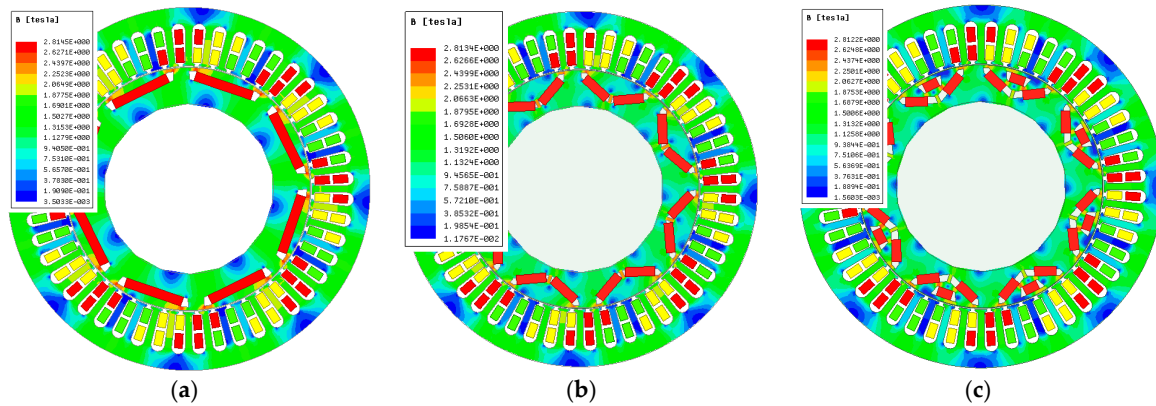 B [tesla]
2.8145E+000
2.6271E+000
2.4397E+000
2.2523E+000
2.0649E+000
1.8775E+000
1.6901E+000
1.5027E+000
1.3153E+000
1.1279E+000
9.4050E-001
7.5310E-001
5.6570E-001
3.7830E-001
1.9090E-001
3.5033E-003
(a)
B [tesla]
2.8134E+000
2.6266E+000
2.4399E+000
2.2531E+000
2.0663E+000
1.8795E+000
1.6928E+000
1.5060E+000
1.3192E+000
1.1324E+000
9.4565E-001
7.5887E-001
5.7210E-001
3.8532E-001
1.9854E-001
1.1767E-002
(b)
B [tesla]
2.8122E+000
2.6248E+000
2.4374E+000
2.2501E+000
2.0627E+000
1.8753E+000
1.6879E+000
1.5006E+000
1.3132E+000
1.1258E+000
9.3844E-001
7.5106E-001
5.6369E-001
3.7631E-001
1.8894E-001
1.5603E-003
(c)